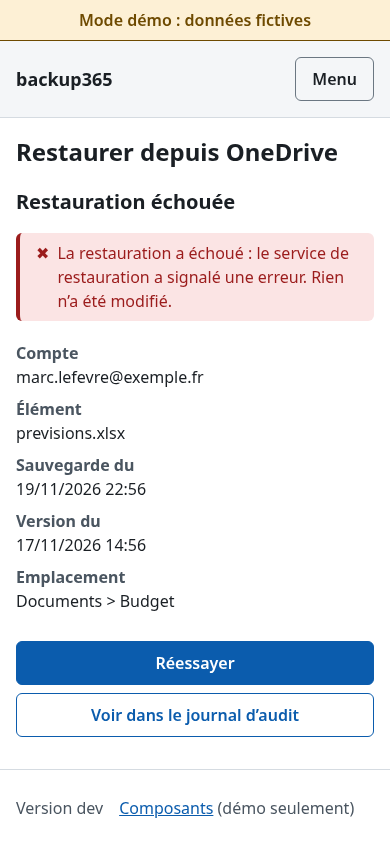 Mode démo : données fictives
backup365
Menu
Restaurer depuis OneDrive
Restauration échouée
✖ La restauration a échoué : le service de
restauration a signalé une erreur. Rien
n’a été modifié.
Compte
marc.lefevre@exemple.fr
Élément
previsions.xlsx
Sauvegarde du
19/11/2026 22:56
Version du
17/11/2026 14:56
Emplacement
Documents > Budget
Réessayer
Voir dans le journal d’audit
Version dev Composants (démo seulement)